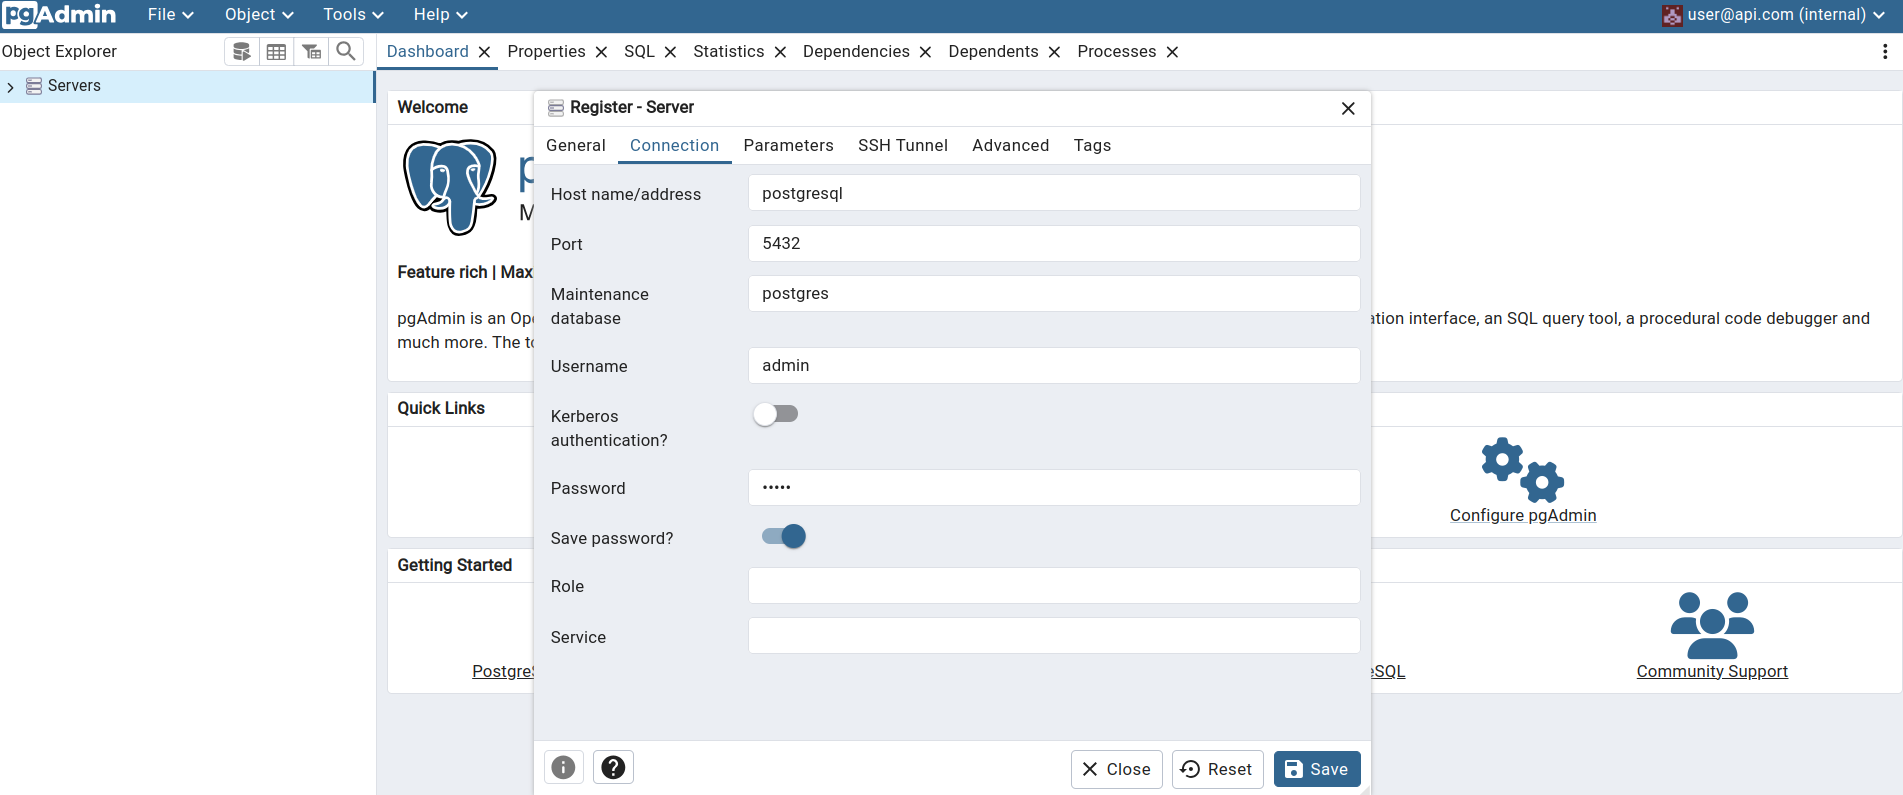 pgAdmin File Object Tools Help user@api.com (internal)
Object Explorer Dashboard Properties SQL Statistics Dependencies Dependents Processes
Servers
Welcome
Register - Server
General Connection Parameters SSH Tunnel Advanced Tags
Host name/address postgresql
Port 5432
Maintenance
database
postgres
Username admin
Kerberos
authentication?
Password •••••
Save password?
Role
Service
Close Reset Save
Feature rich | Max
pgAdmin is an Ope
ation interface, an SQL query tool, a procedural code debugger and
much more. The to
Quick Links
Configure pgAdmin
Getting Started
PostgreS
eSQL
Community Support